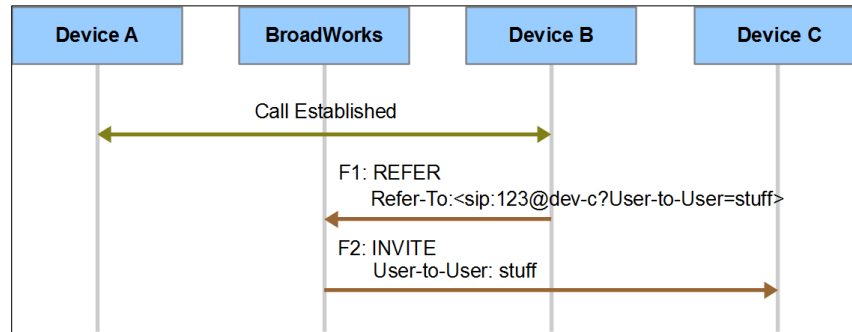 Device A BroadWorks Device B Device C
Call Established
F1: REFER
Refer-To:<sip:123@dev-c?User-to-User=stuff>
F2: INVITE
User-to-User: stuff